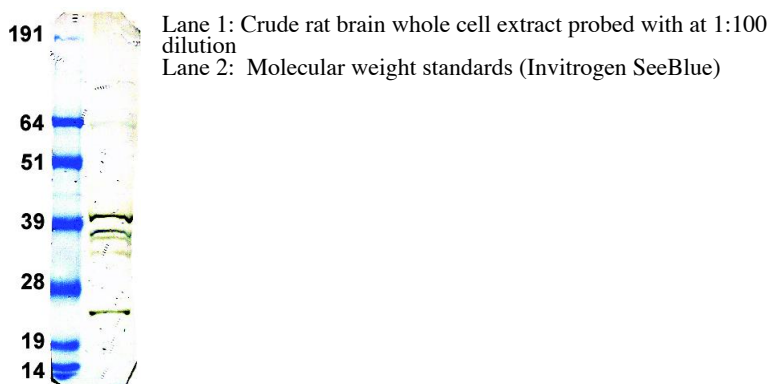 191
Lane 1: Crude rat brain whole cell extract probed with at 1:100
dilution
Lane 2: Molecular weight standards (Invitrogen SeeBlue)
64
51
39
28
19
14